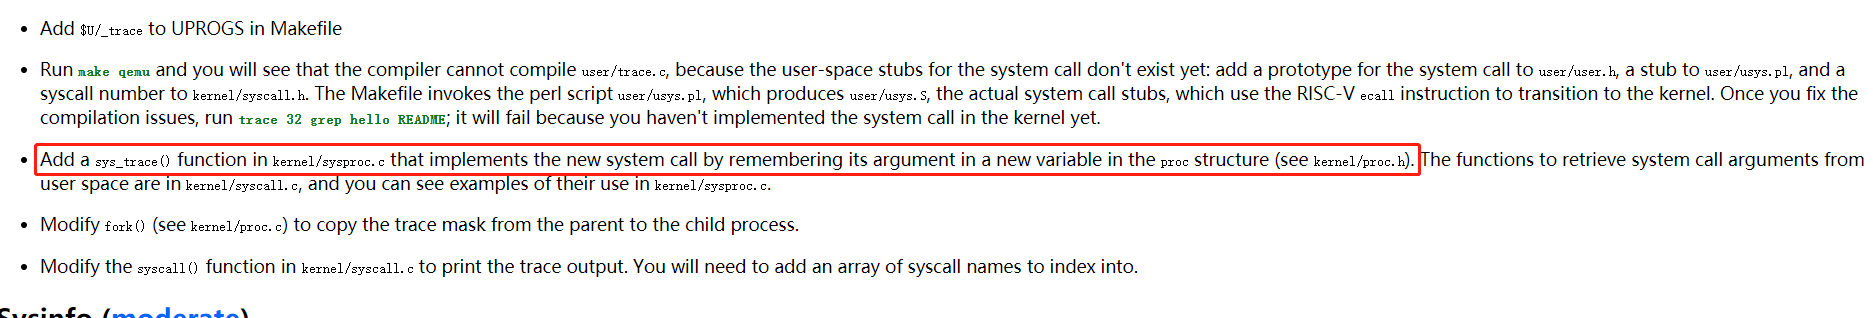 • Add $U/_trace to UPROGS in Makefile
• Run make qemu and you will see that the compiler cannot compile user/trace.c, because the user-space stubs for the system call don't exist yet: add a prototype for the system call to user/user.h, a stub to user/usys.pl, and a
syscall number to kernel/syscall.h. The Makefile invokes the perl script user/usys.pl, which produces user/usys.S, the actual system call stubs, which use the RISC-V ecall instruction to transition to the kernel. Once you fix the
compilation issues, run trace 32 grep hello README; it will fail because you haven't implemented the system call in the kernel yet.
• Add a sys_trace() function in kernel/sysproc.c that implements the new system call by remembering its argument in a new variable in the proc structure (see kernel/proc.h). The functions to retrieve system call arguments from
user space are in kernel/syscall.c, and you can see examples of their use in kernel/sysproc.c.
• Modify fork() (see kernel/proc.c) to copy the trace mask from the parent to the child process.
• Modify the syscall() function in kernel/syscall.c to print the trace output. You will need to add an array of syscall names to index into.
Sysinfo (moderate)